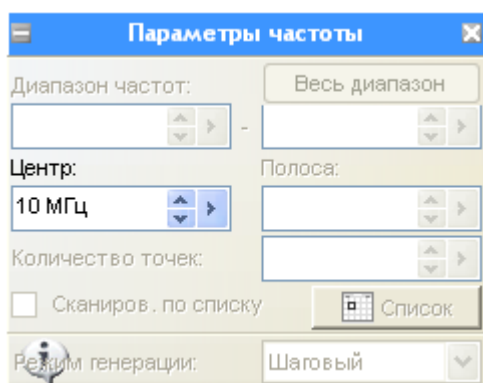 Параметры частоты
Диапазон частот: Весь диапазон
-
Центр: Полоса:
10 МГц
Количество точек:
Сканиров. по списку Список
Режим генерации: Шаговый